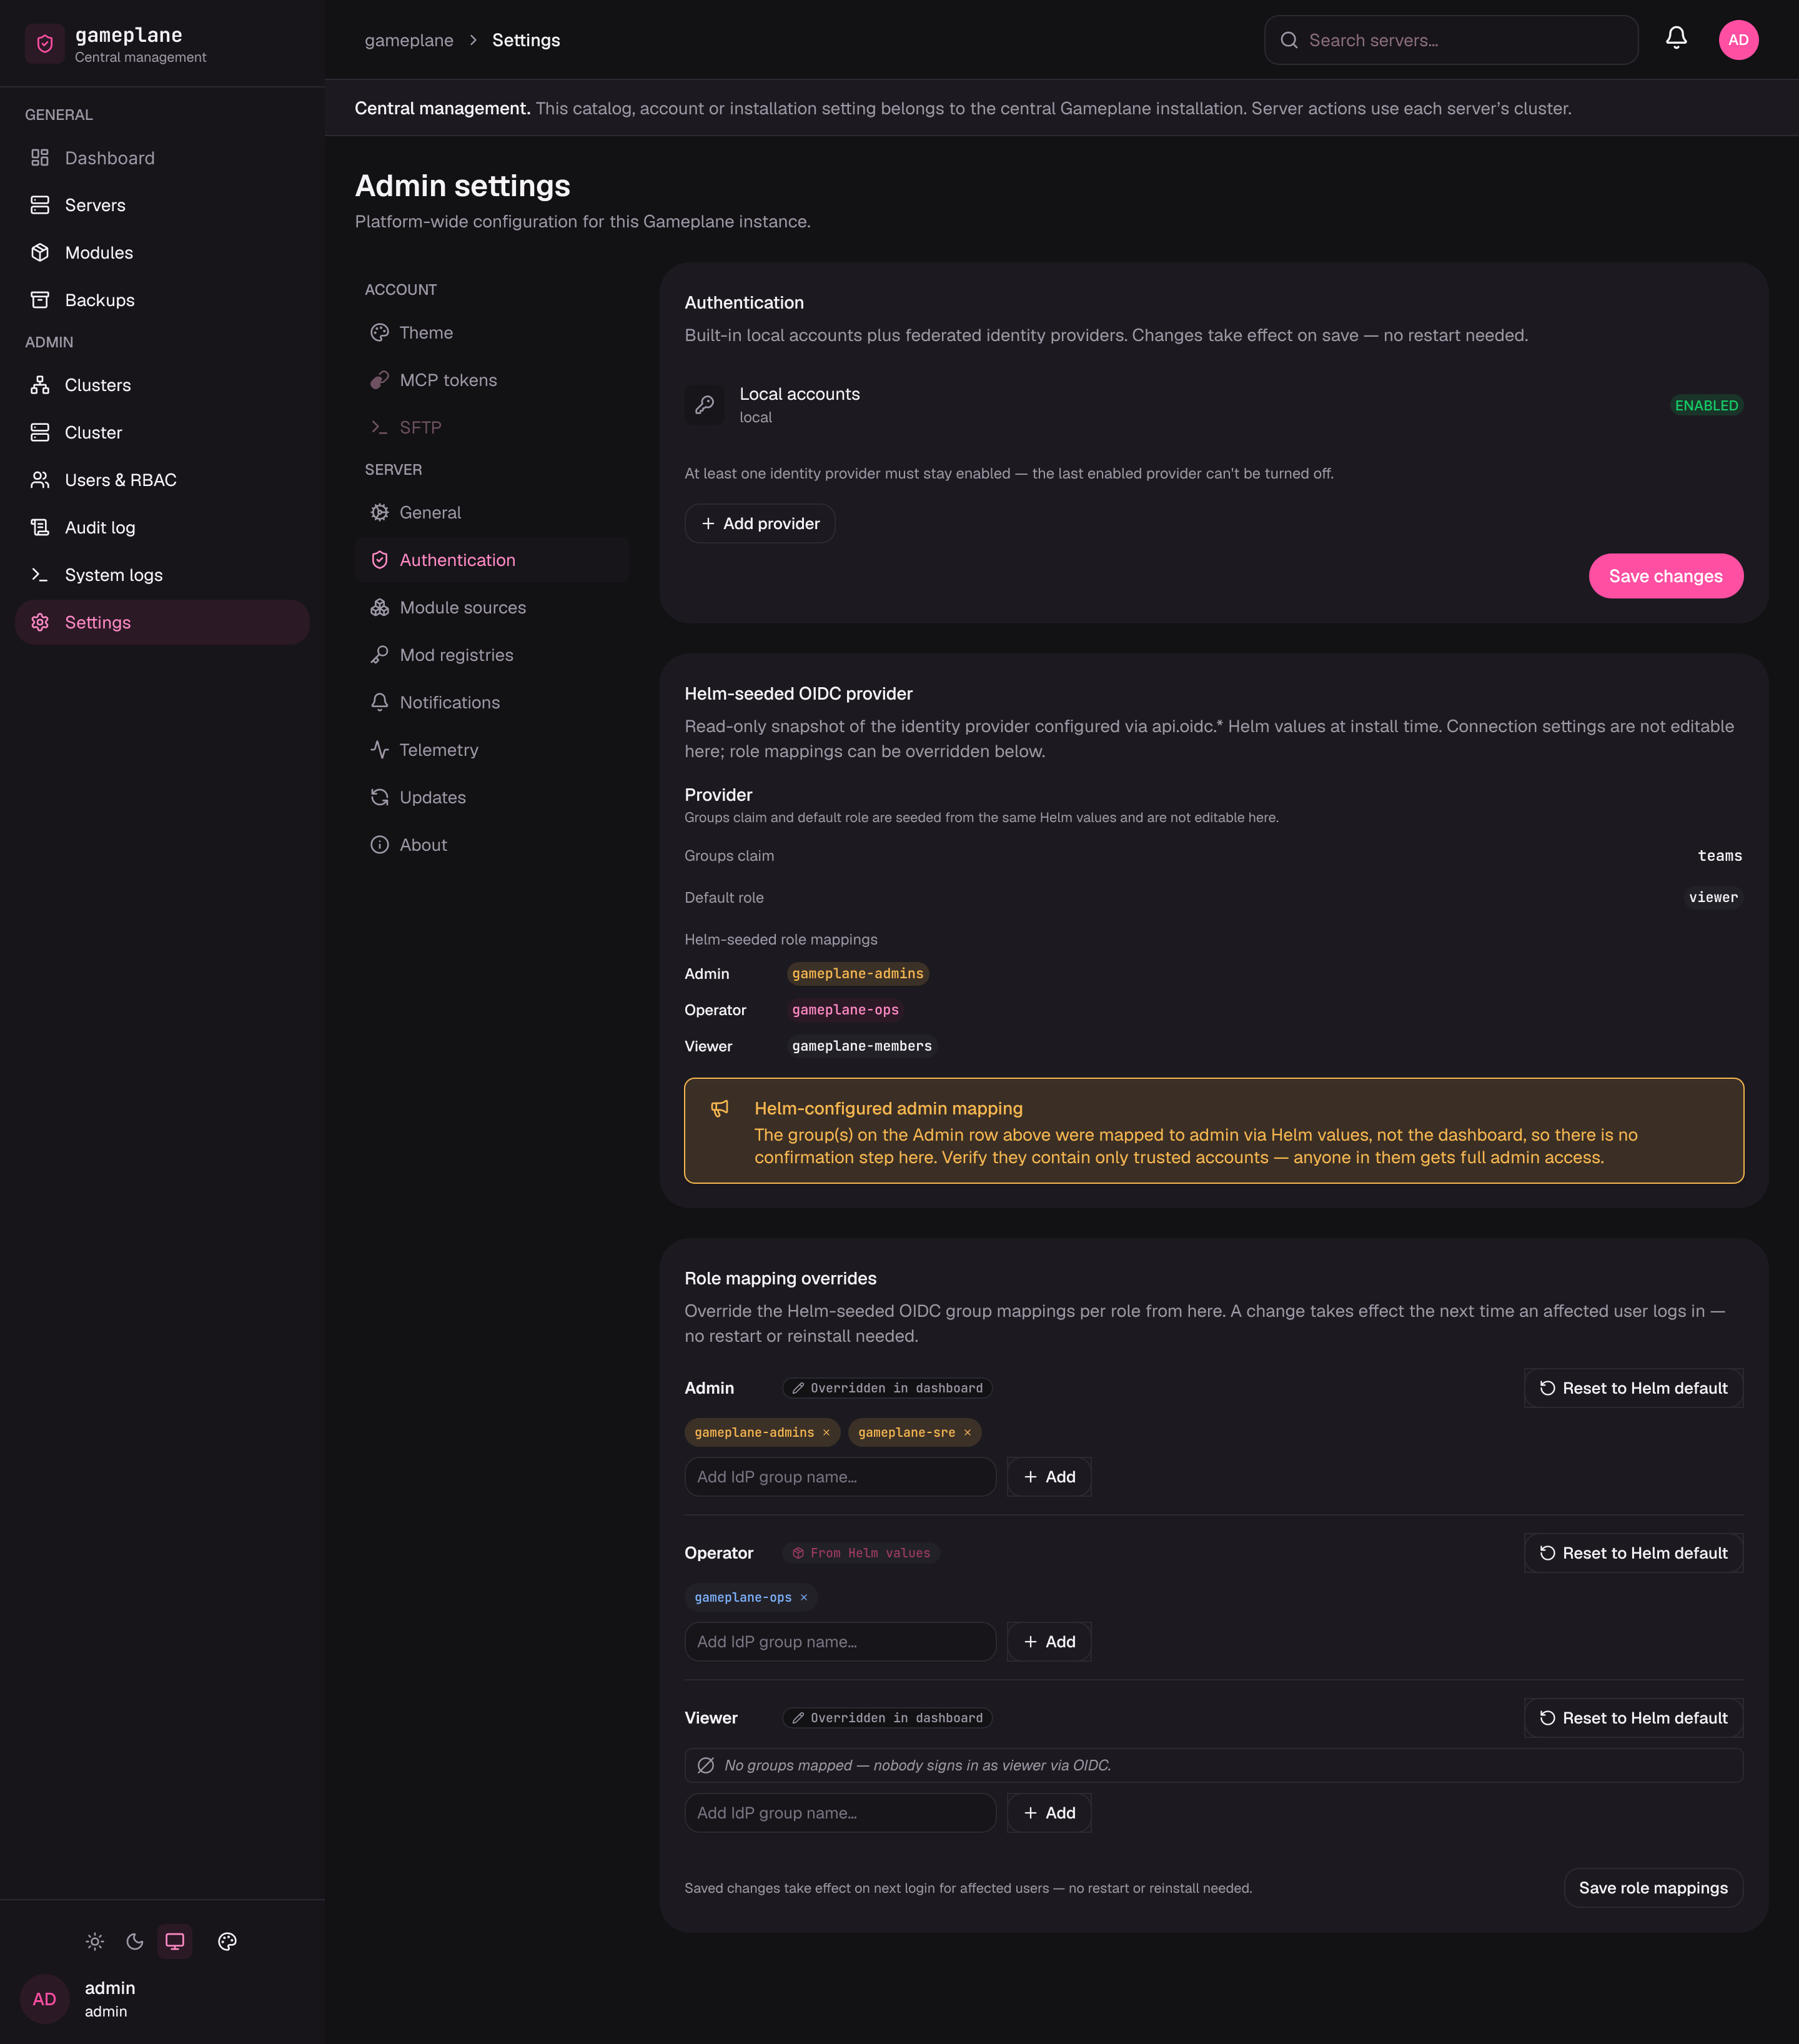 gameplane
Central management
GENERAL
Dashboard
Servers
Modules
Backups
ADMIN
Clusters
Cluster
Users & RBAC
Audit log
System logs
Settings
AD
admin
admin
gameplane > Settings
Search servers...
AD
Central management. This catalog, account or installation setting belongs to the central Gameplane installation. Server actions use each server's cluster.
Admin settings
Platform-wide configuration for this Gameplane instance.
ACCOUNT
Theme
MCP tokens
SFTP
SERVER
General
Authentication
Module sources
Mod registries
Notifications
Telemetry
Updates
About
Authentication
Built-in local accounts plus federated identity providers. Changes take effect on save — no restart needed.
Local accounts
local
ENABLED
At least one identity provider must stay enabled — the last enabled provider can't be turned off.
+ Add provider
Save changes
Helm-seeded OIDC provider
Read-only snapshot of the identity provider configured via api.oidc.* Helm values at install time. Connection settings are not editable
here; role mappings can be overridden below.
Provider
Groups claim and default role are seeded from the same Helm values and are not editable here.
Groups claim teams
Default role viewer
Helm-seeded role mappings
Admin gameplane-admins
Operator gameplane-ops
Viewer gameplane-members
Helm-configured admin mapping
The group(s) on the Admin row above were mapped to admin via Helm values, not the dashboard, so there is no
confirmation step here. Verify they contain only trusted accounts — anyone in them gets full admin access.
Role mapping overrides
Override the Helm-seeded OIDC group mappings per role from here. A change takes effect the next time an affected user logs in —
no restart or reinstall needed.
Admin Overridden in dashboard Reset to Helm default
gameplane-admins × gameplane-sre ×
Add IdP group name... + Add
Operator From Helm values Reset to Helm default
gameplane-ops ×
Add IdP group name... + Add
Viewer Overridden in dashboard Reset to Helm default
No groups mapped — nobody signs in as viewer via OIDC.
Add IdP group name... + Add
Saved changes take effect on next login for affected users — no restart or reinstall needed. Save role mappings